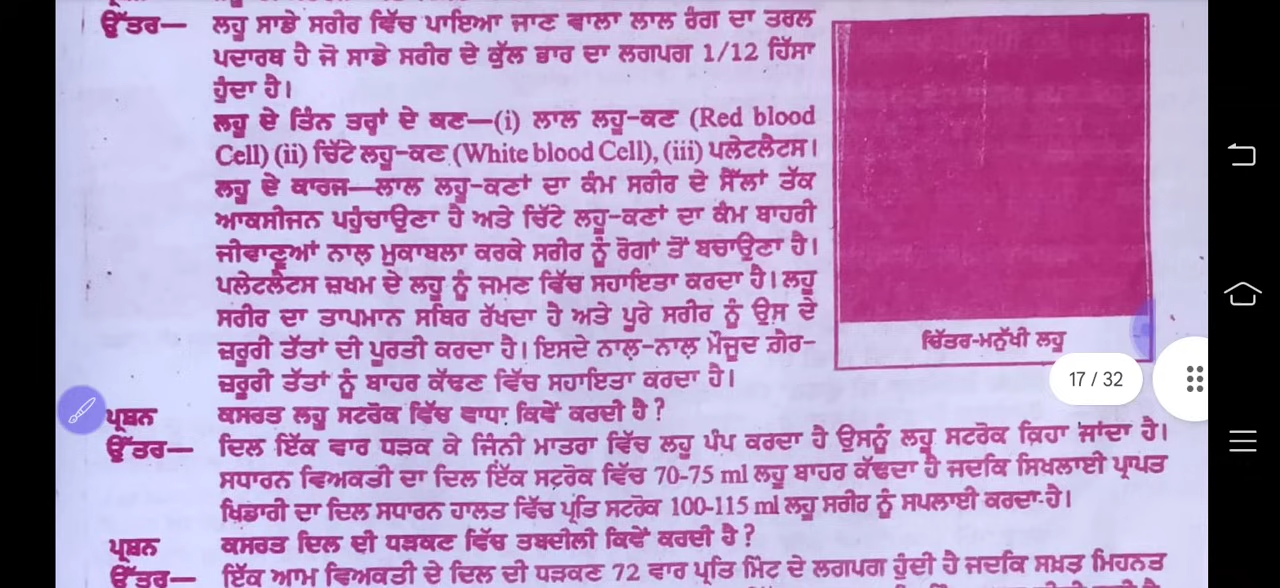 ਉੱਤਰ— ਲਹੂ ਸਾਡੇ ਸਰੀਰ ਵਿੱਚ ਪਾਇਆ ਜਾਣ ਵਾਲਾ ਲਾਲ ਰੰਗ ਦਾ ਤਰਲ
ਪਦਾਰਥ ਹੈ ਜੋ ਸਾਡੇ ਸਰੀਰ ਦੇ ਕੁੱਲ ਭਾਰ ਦਾ ਲਗਪਗ 1/12 ਹਿੱਸਾ
ਹੁੰਦਾ ਹੈ।
ਲਹੂ ਦੇ ਤਿੰਨ ਤਰ੍ਹਾਂ ਦੇ ਕਣ—(i) ਲਾਲ ਲਹੂ-ਕਣ (Red blood
Cell) (ii) ਚਿੱਟੇ ਲਹੂ-ਕਣ (White blood Cell), (iii) ਪਲੇਟਲੈਟਸ।
ਲਹੂ ਦੇ ਕਾਰਜ—ਲਾਲ ਲਹੂ-ਕਣਾਂ ਦਾ ਕੰਮ ਸਰੀਰ ਦੇ ਸੈੱਲਾਂ ਤੱਕ
ਆਕਸੀਜਨ ਪਹੁੰਚਾਉਣਾ ਹੈ ਅਤੇ ਚਿੱਟੇ ਲਹੂ-ਕਣਾਂ ਦਾ ਕੰਮ ਬਾਹਰੀ
ਜੀਵਾਣੂਆਂ ਨਾਲ਼ ਮੁਕਾਬਲਾ ਕਰਕੇ ਸਰੀਰ ਨੂੰ ਰੋਗਾਂ ਤੋਂ ਬਚਾਉਣਾ ਹੈ।
ਪਲੇਟਲੈਟਸ ਜ਼ਖਮ ਦੇ ਲਹੂ ਨੂੰ ਜਮਣ ਵਿੱਚ ਸਹਾਇਤਾ ਕਰਦਾ ਹੈ। ਲਹੂ
ਸਰੀਰ ਦਾ ਤਾਪਮਾਨ ਸਥਿਰ ਰੱਖਦਾ ਹੈ ਅਤੇ ਪੂਰੇ ਸਰੀਰ ਨੂੰ ਉਸ ਦੇ
ਜ਼ਰੂਰੀ ਤੱਤਾਂ ਦੀ ਪੂਰਤੀ ਕਰਦਾ ਹੈ। ਇਸਦੇ ਨਾਲ਼-ਨਾਲ਼ ਮੌਜੂਦ ਗ਼ੈਰ-
ਜ਼ਰੂਰੀ ਤੱਤਾਂ ਨੂੰ ਬਾਹਰ ਕੱਢਣ ਵਿੱਚ ਸਹਾਇਤਾ ਕਰਦਾ ਹੈ।
ਚਿੱਤਰ-ਮਨੁੱਖੀ ਲਹੂ
17 / 32
ਪ੍ਰਸ਼ਨ ਕਸਰਤ ਲਹੂ ਸਟਰੋਕ ਵਿੱਚ ਵਾਧਾ ਕਿਵੇਂ ਕਰਦੀ ਹੈ ?
ਉੱਤਰ— ਦਿਲ ਇੱਕ ਵਾਰ ਧੜਕ ਕੇ ਜਿੰਨੀ ਮਾਤਰਾ ਵਿੱਚ ਲਹੂ ਪੰਪ ਕਰਦਾ ਹੈ ਉਸਨੂੰ ਲਹੂ ਸਟਰੋਕ ਕਿਹਾ ਜਾਂਦਾ ਹੈ।
ਸਧਾਰਨ ਵਿਅਕਤੀ ਦਾ ਦਿਲ ਇੱਕ ਸਟਰੋਕ ਵਿੱਚ 70-75 ml ਲਹੂ ਬਾਹਰ ਕੱਢਦਾ ਹੈ ਜਦਕਿ ਸਿਖਲਾਈ ਪ੍ਰਾਪਤ
ਖਿਡਾਰੀ ਦਾ ਦਿਲ ਸਧਾਰਨ ਹਾਲਤ ਵਿੱਚ ਪ੍ਰਤਿ ਸਟਰੋਕ 100-115 ml ਲਹੂ ਸਰੀਰ ਨੂੰ ਸਪਲਾਈ ਕਰਦਾ-ਹੈ।
ਪ੍ਰਸ਼ਨ ਕਸਰਤ ਦਿਲ ਦੀ ਧੜਕਣ ਵਿੱਚ ਤਬਦੀਲੀ ਕਿਵੇਂ ਕਰਦੀ ਹੈ ?
ਉੱਤਰ— ਇੱਕ ਆਮ ਵਿਅਕਤੀ ਦੇ ਦਿਲ ਦੀ ਧੜਕਣ 72 ਵਾਰ ਪ੍ਰਤਿ ਮਿੰਟ ਦੇ ਲਗਪਗ ਹੁੰਦੀ ਹੈ ਜਦਕਿ ਸਖ਼ਤ ਮਿਹਨਤ